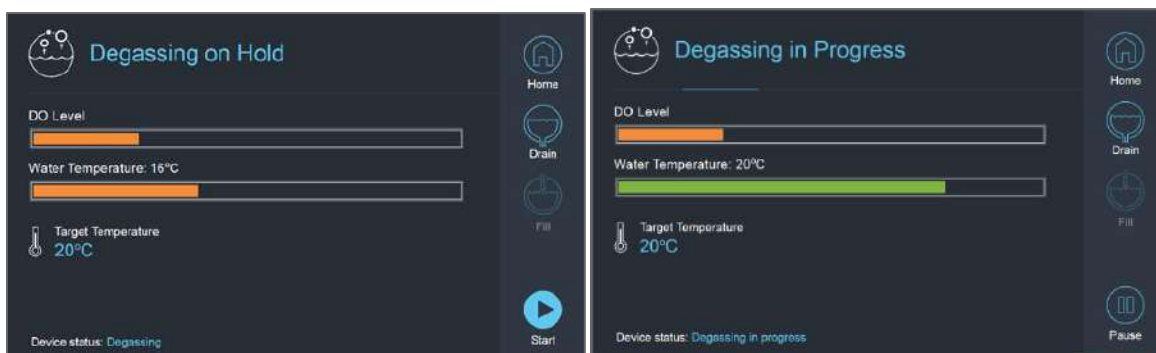 Degassing on Hold
Home
DO Level
Drain
Water Temperature: 16°C
Fill
Target Temperature
20°C
Device status: Degassing
Start
Degassing in Progress
Home
DO Level
Drain
Water Temperature: 20°C
Fill
Target Temperature
20°C
Device status: Degassing in progress
Pause